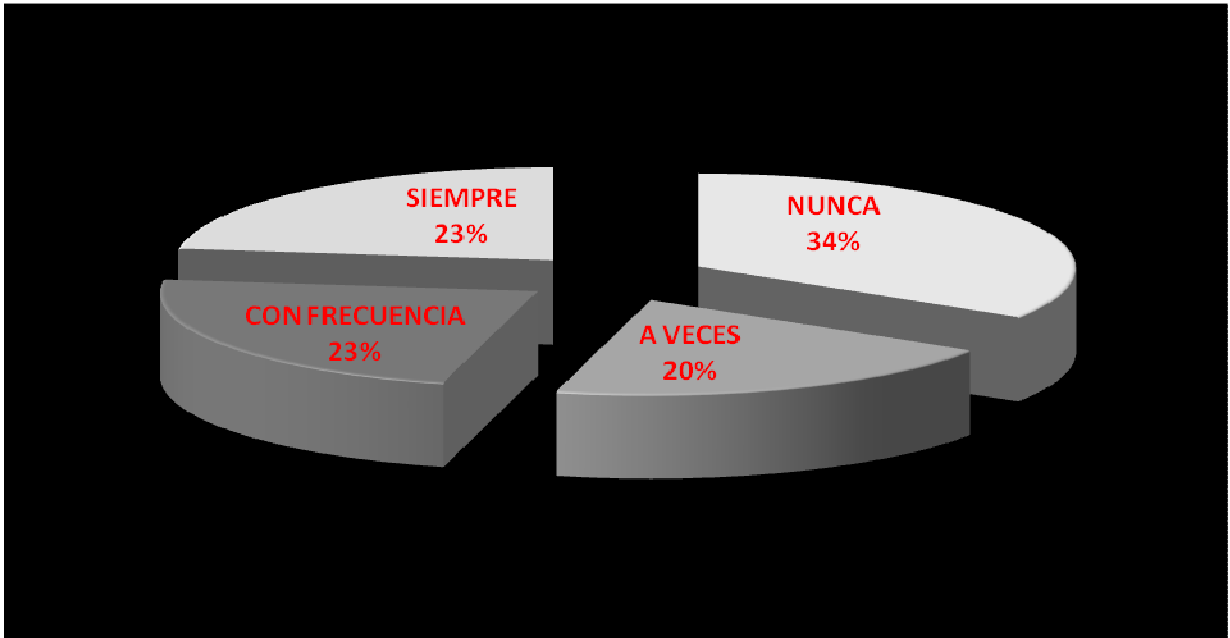 SIEMPRE
23%
NUNCA
34%
CON FRECUENCIA
23%
A VECES
20%